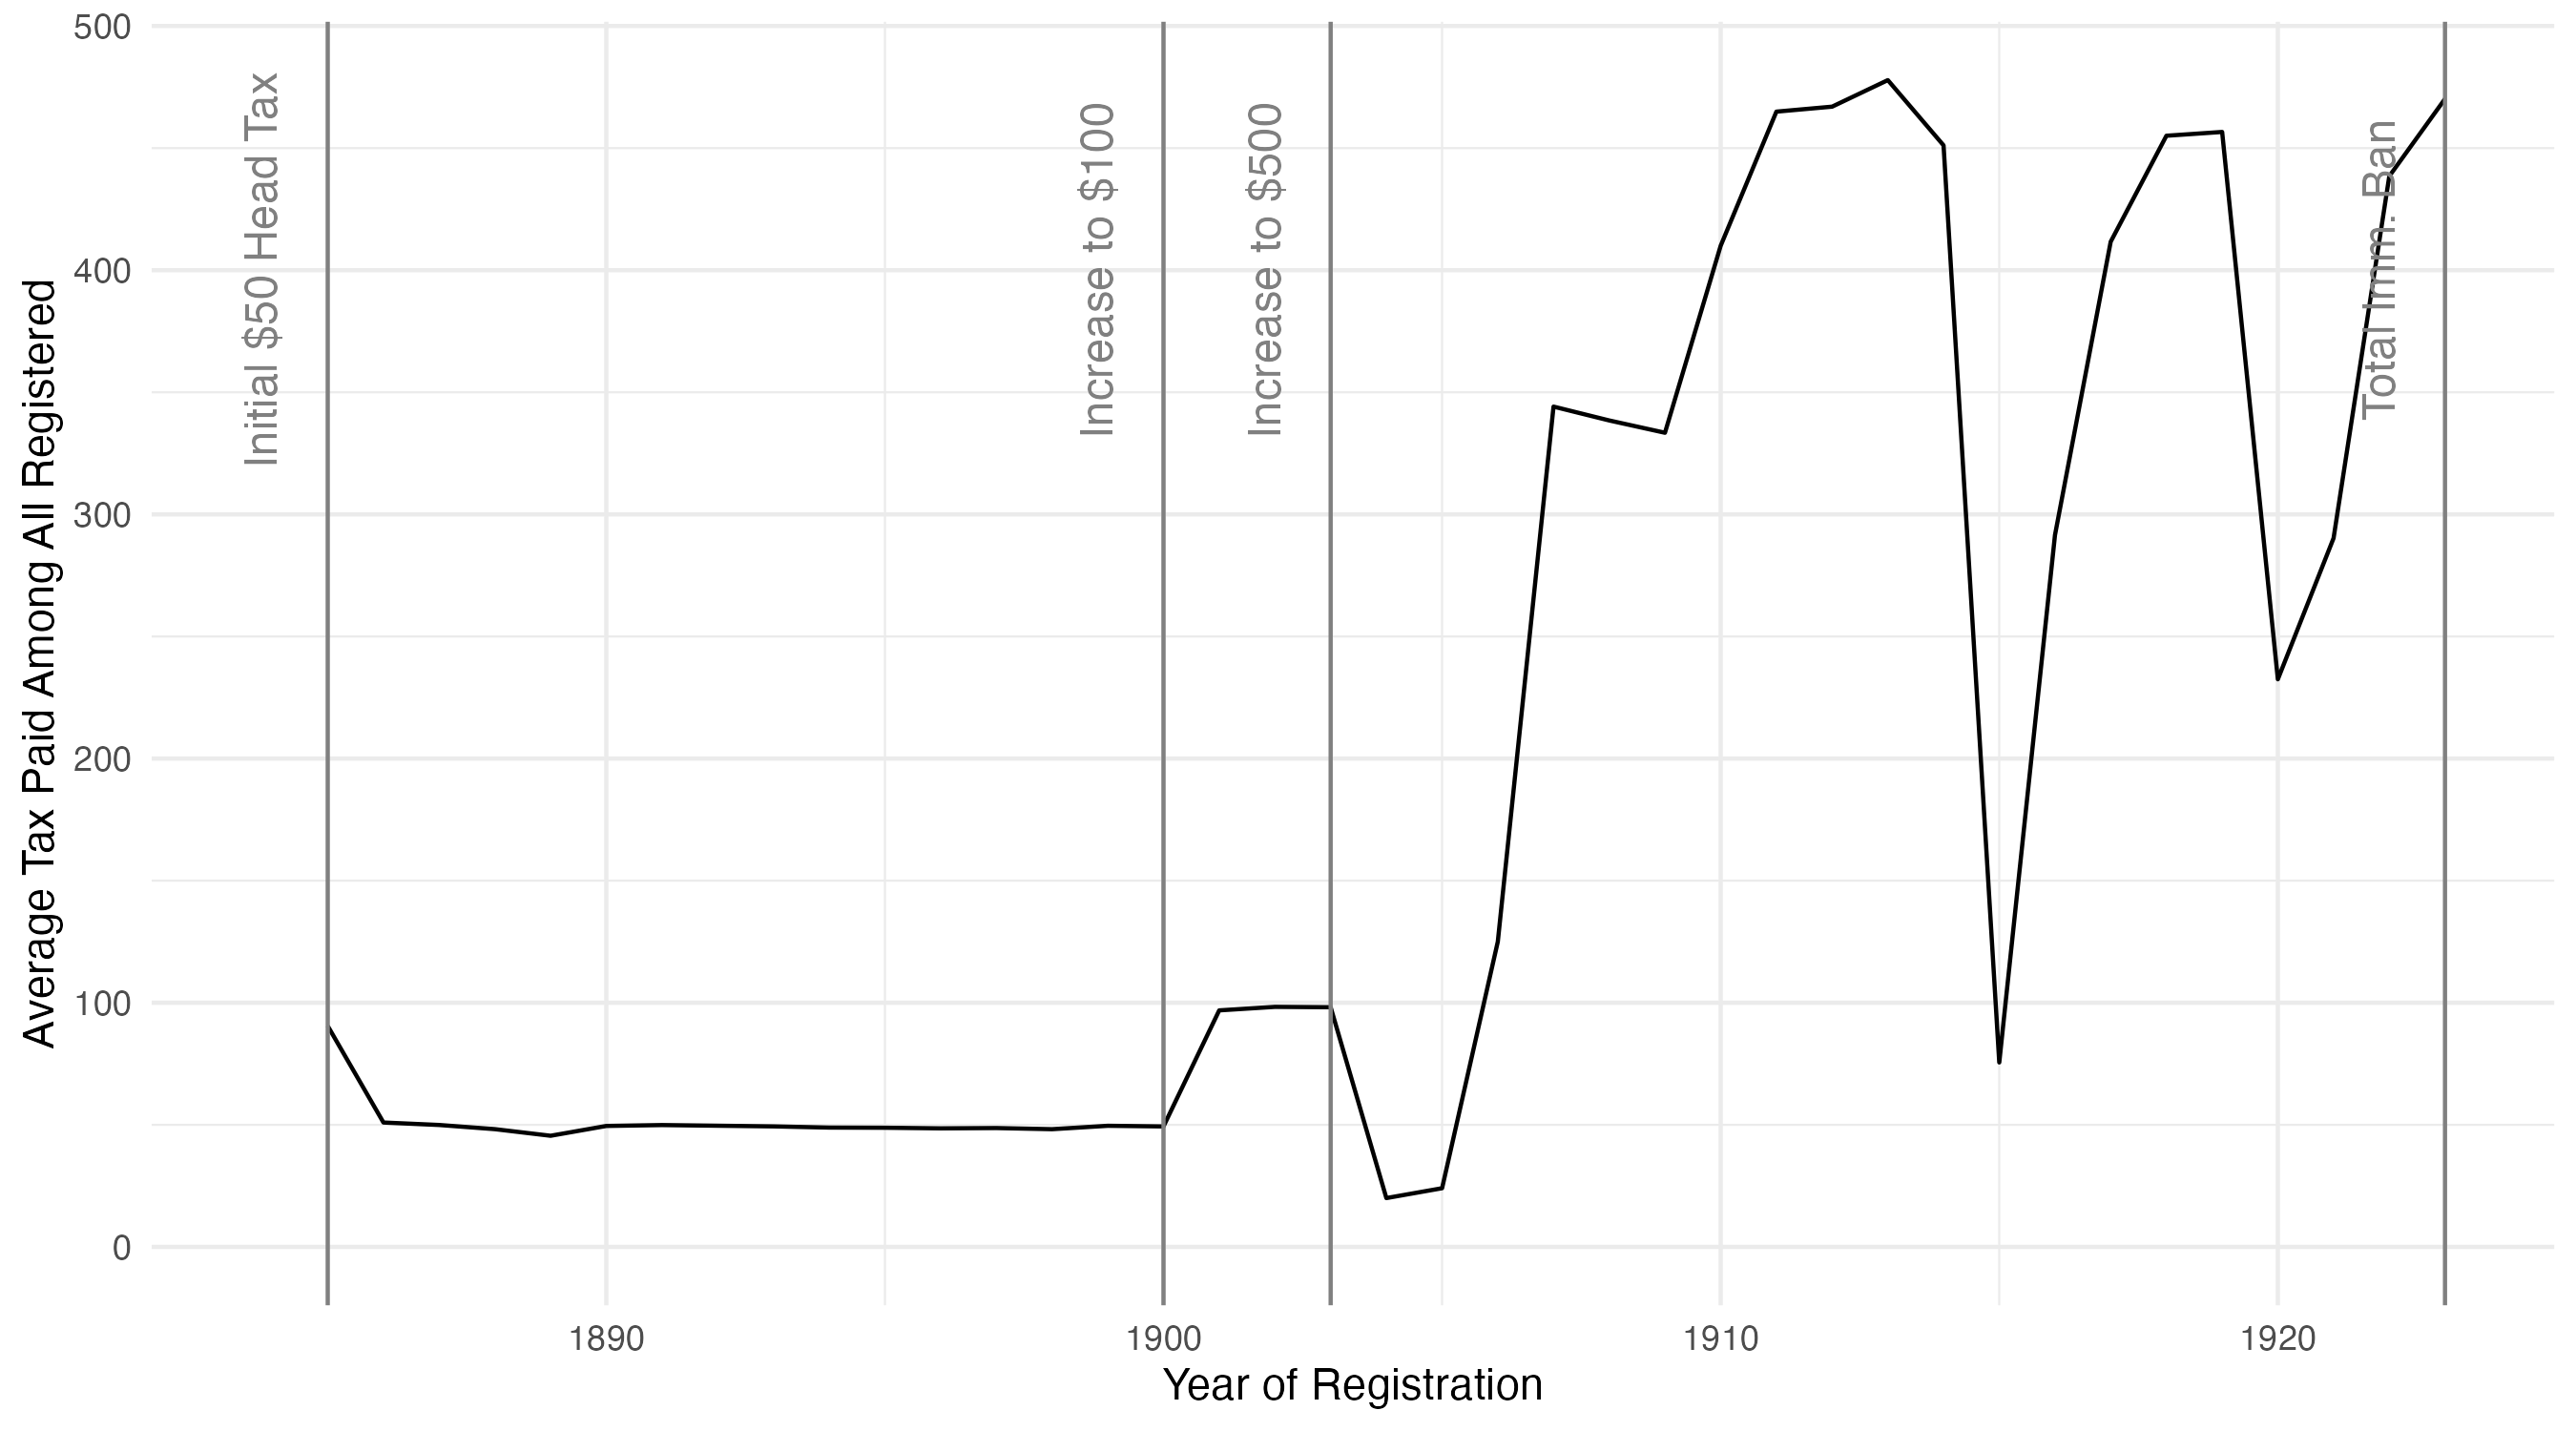 500
400
300
200
100
0
Average Tax Paid Among All Registered
Initial $50 Head Tax
Increase to $100
Increase to $500
Total Imm. Ban
1890
1900
1910
1920
Year of Registration